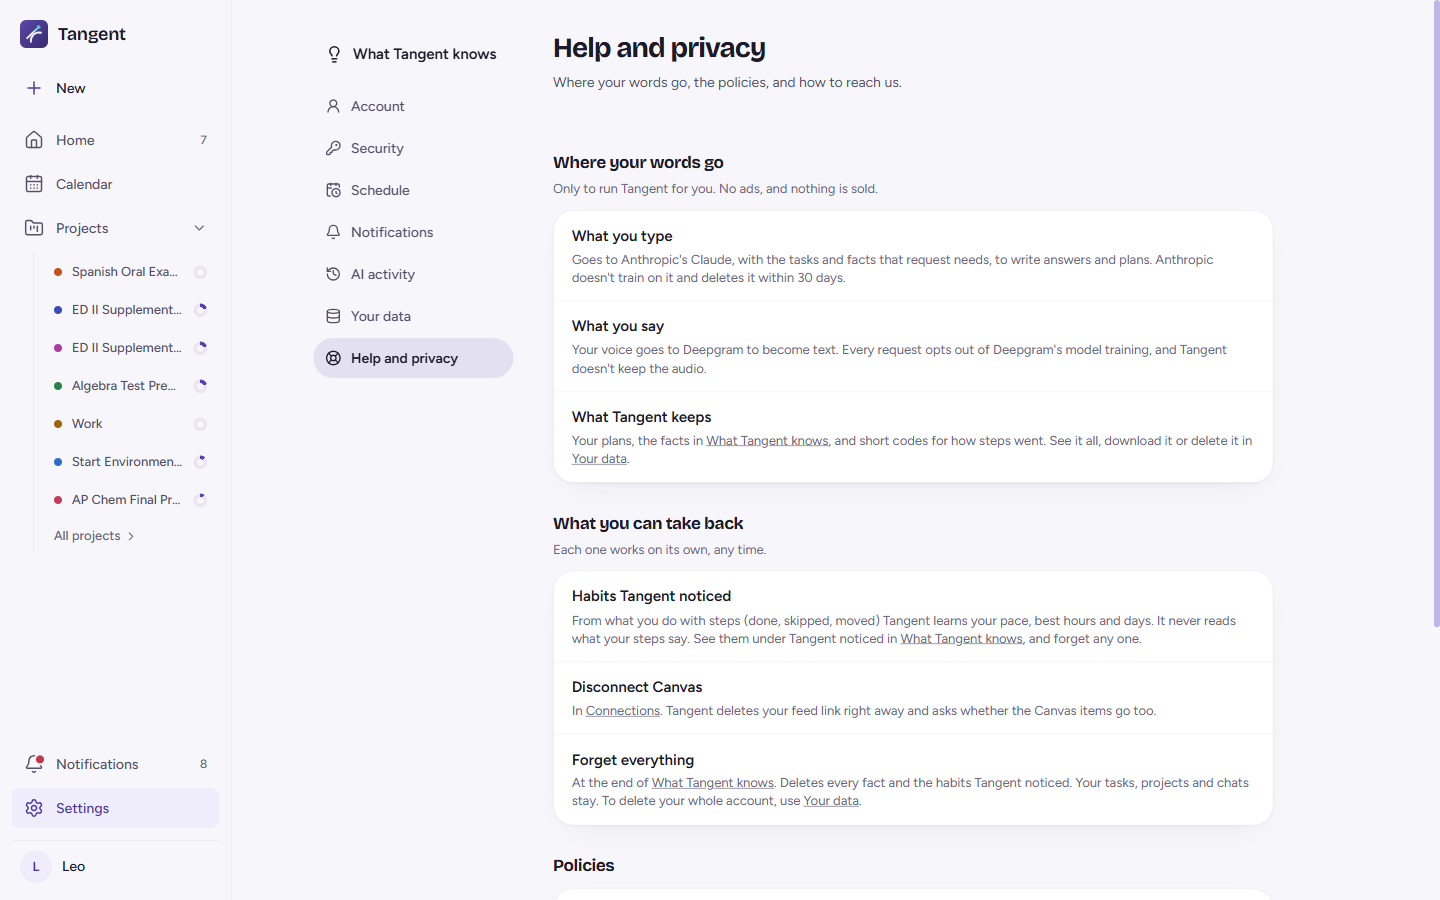 Tangent
New
Home 7
Calendar
Projects
Spanish Oral Exa...
ED II Supplement...
ED II Supplement...
Algebra Test Pre...
Work
Start Environmen...
AP Chem Final Pr...
All projects
Notifications 8
Settings
L Leo
What Tangent knows
Account
Security
Schedule
Notifications
AI activity
Your data
Help and privacy
Help and privacy
Where your words go, the policies, and how to reach us.
Where your words go
Only to run Tangent for you. No ads, and nothing is sold.
What you type
Goes to Anthropic's Claude, with the tasks and facts that request needs, to write answers and plans. Anthropic
doesn't train on it and deletes it within 30 days.
What you say
Your voice goes to Deepgram to become text. Every request opts out of Deepgram's model training, and Tangent
doesn't keep the audio.
What Tangent keeps
Your plans, the facts in What Tangent knows, and short codes for how steps went. See it all, download it or delete it in
Your data.
What you can take back
Each one works on its own, any time.
Habits Tangent noticed
From what you do with steps (done, skipped, moved) Tangent learns your pace, best hours and days. It never reads
what your steps say. See them under Tangent noticed in What Tangent knows, and forget any one.
Disconnect Canvas
In Connections. Tangent deletes your feed link right away and asks whether the Canvas items go too.
Forget everything
At the end of What Tangent knows. Deletes every fact and the habits Tangent noticed. Your tasks, projects and chats
stay. To delete your whole account, use Your data.
Policies